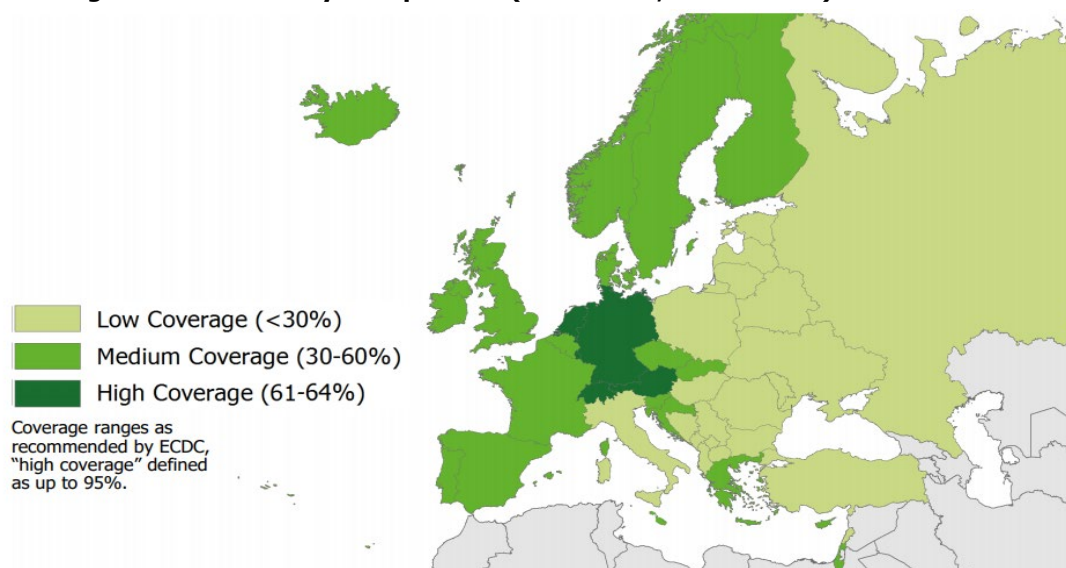 Low Coverage (<30%)
Medium Coverage (30-60%)
High Coverage (61-64%)
Coverage ranges as
recommended by ECDC,
"high coverage" defined
as up to 95%.